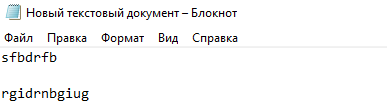 Новый текстовый документ – Блокнот
Файл Правка Формат Вид Справка
sfbdrfb
rgidrnbgiug